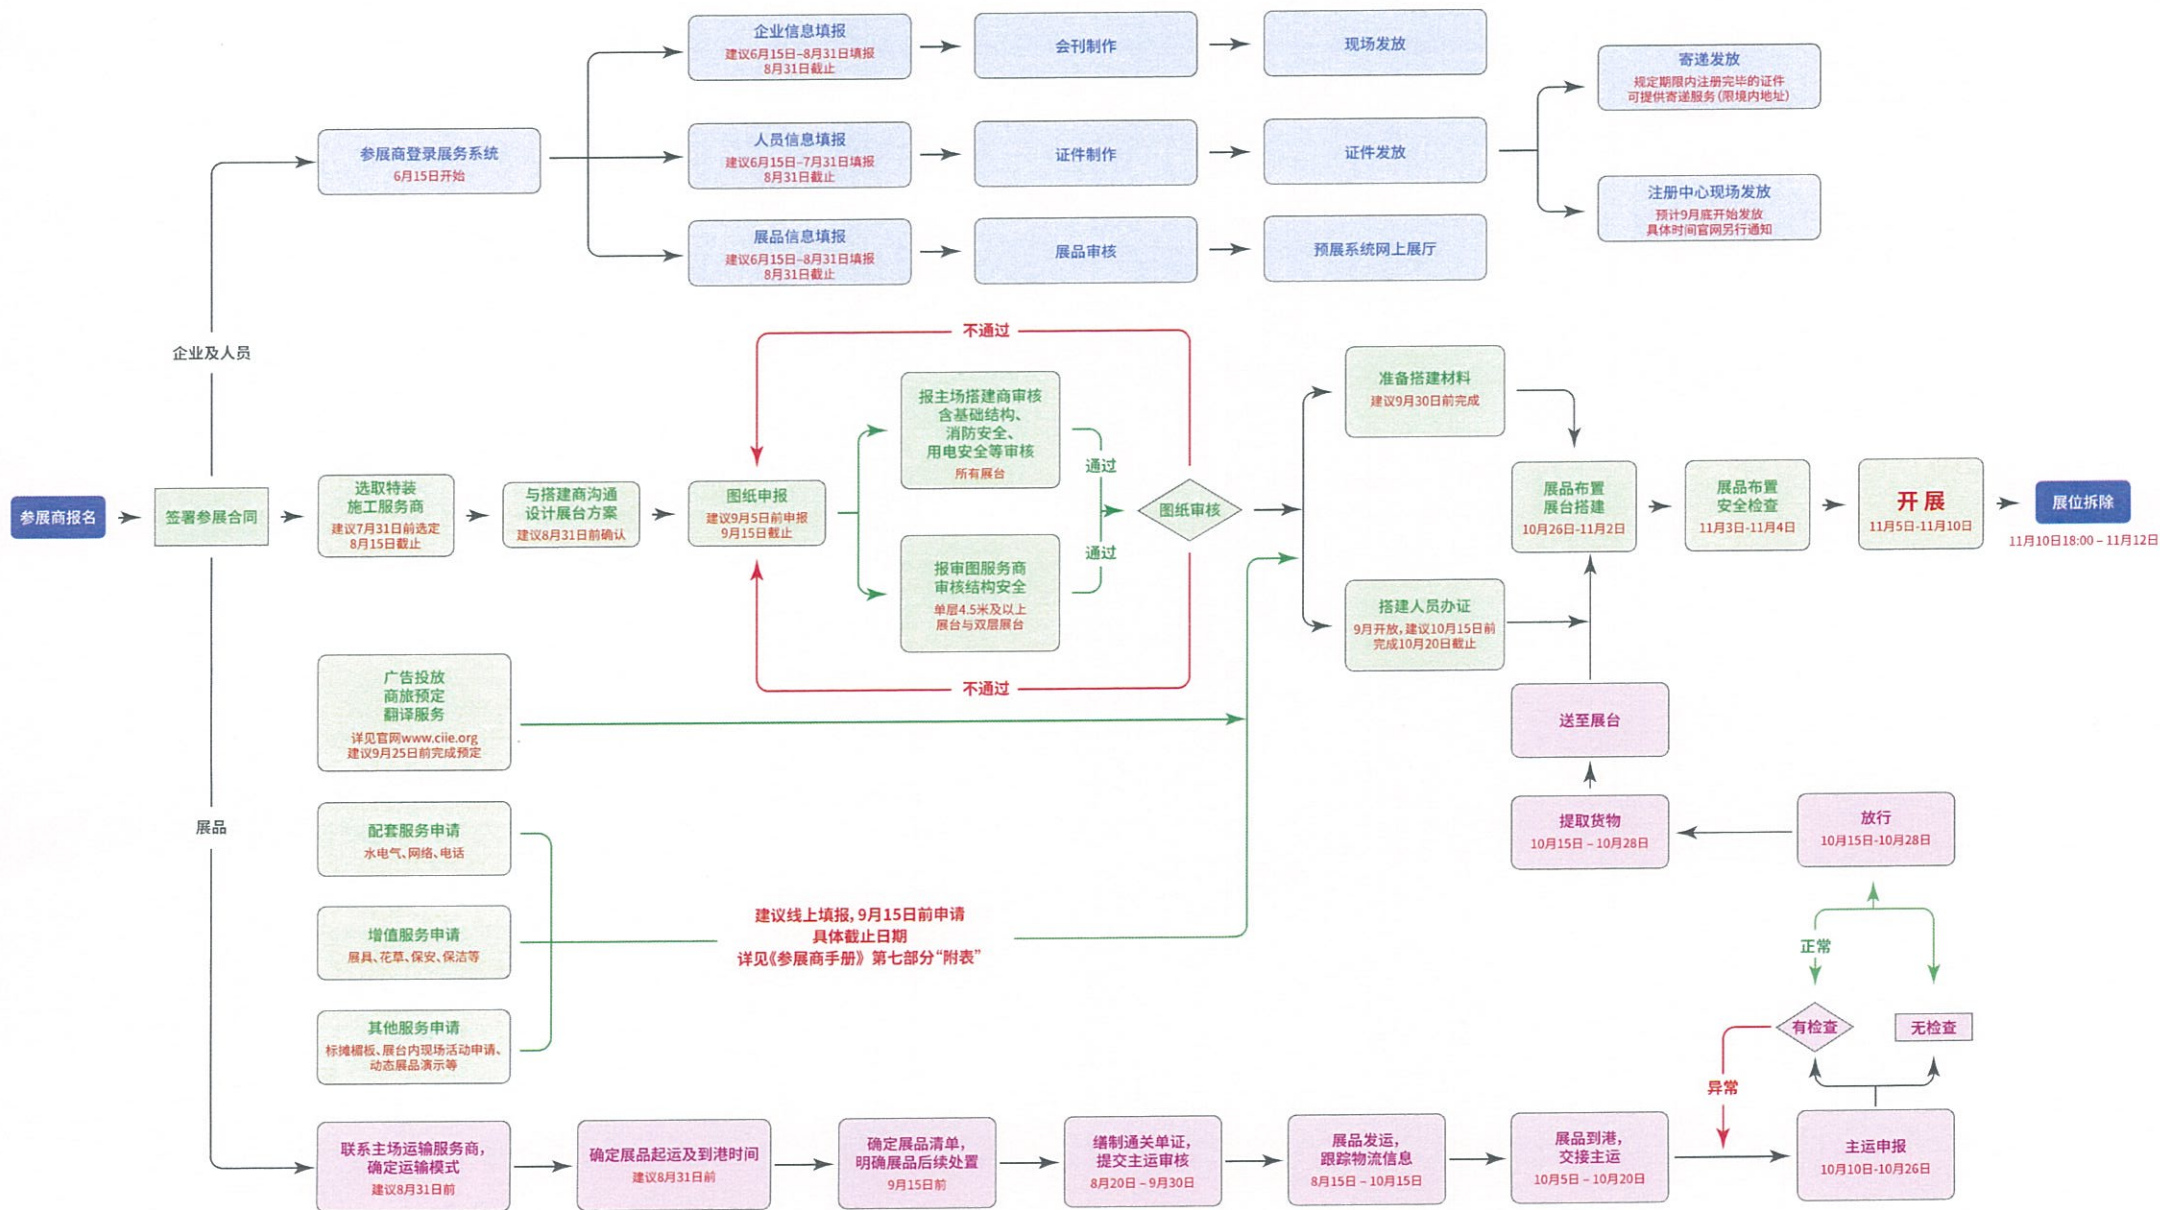 企业信息填报
建议6月15日–8月31日填报
8月31日截止
会刊制作
现场发放
寄递发放
规定期限内注册完毕的证件
可提供寄递服务(限境内地址)
参展商登录展务系统
6月15日开始
人员信息填报
建议6月15日–7月31日填报
8月31日截止
证件制作
证件发放
注册中心现场发放
预计9月底开始发放
具体时间官网另行通知
展品信息填报
建议6月15日–8月31日填报
8月31日截止
展品审核
预展系统网上展厅
企业及人员
不通过
参展商报名
签署参展合同
选取特装
施工服务商
建议7月31日前选定
8月15日截止
与搭建商沟通
设计展台方案
建议8月31日前确认
图纸申报
建议9月5日前申报
9月15日截止
报主场搭建商审核
含基础结构、
消防安全、
用电安全等审核
所有展台
通过
报审图服务商
审核结构安全
单层4.5米及以上
展台与双层展台
通过
图纸审核
不通过
准备搭建材料
建议9月30日前完成
搭建人员办证
9月开放,建议10月15日前
完成10月20日截止
展品布置
展台搭建
10月26日-11月2日
展品布置
安全检查
11月3日-11月4日
开展
11月5日-11月10日
展位拆除
11月10日18:00 – 11月12日
广告投放
商旅预定
翻译服务
详见官网www.ciie.org
建议9月25日前完成预定
送至展台
展品
配套服务申请
水电气、网络、电话
提取货物
10月15日 – 10月28日
放行
10月15日-10月28日
增值服务申请
展具、花草、保安、保洁等
建议线上填报, 9月15日前申请
具体截止日期
详见《参展商手册》第七部分“附表”
正常
其他服务申请
标摊楣板、展台内现场活动申请、
动态展品演示等
有检查
无检查
异常
联系主场运输服务商,
确定运输模式
建议8月31日前
确定展品起运及到港时间
建议8月31日前
确定展品清单,
明确展品后续处置
9月15日前
缮制通关单证,
提交主运审核
8月20日 – 9月30日
展品发运,
跟踪物流信息
8月15日 – 10月15日
展品到港,
交接主运
10月5日 – 10月20日
主运申报
10月10日-10月26日